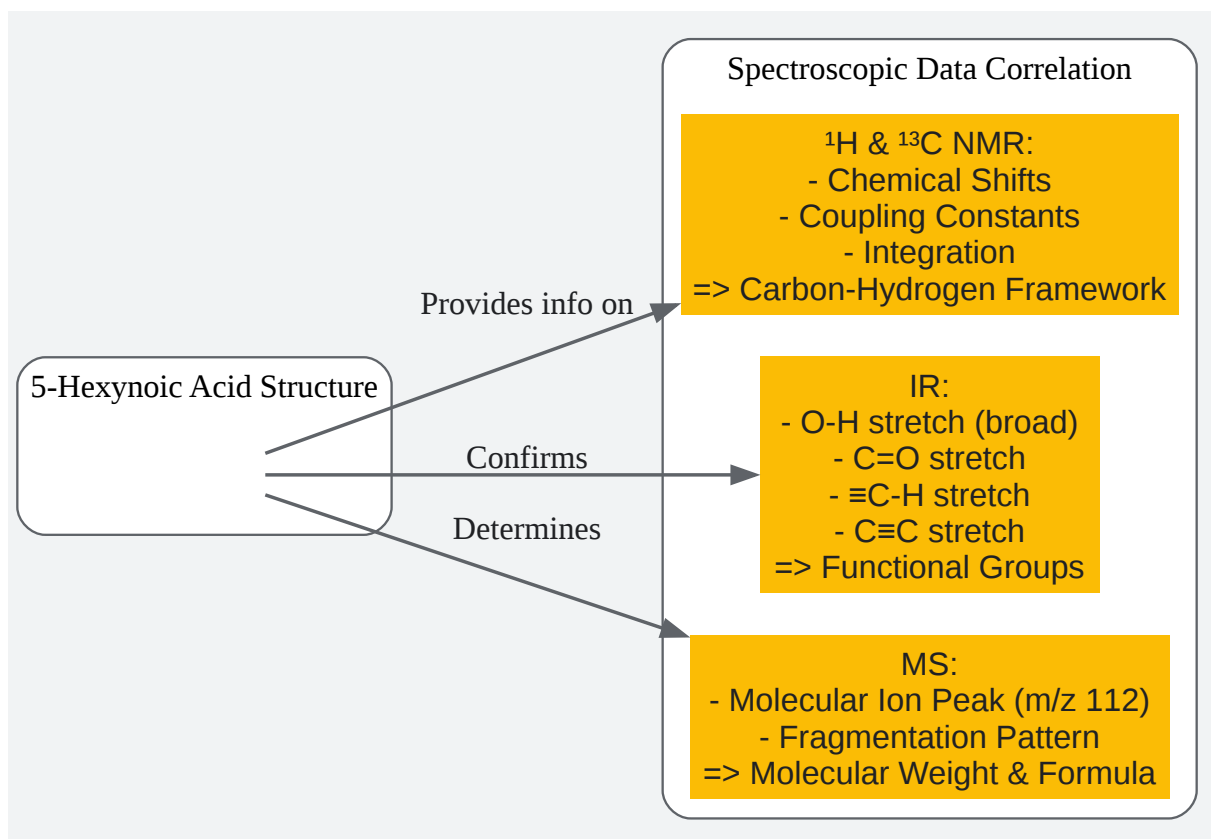 Spectroscopic Data Correlation
¹H & ¹³C NMR:
- Chemical Shifts
- Coupling Constants
- Integration
=> Carbon-Hydrogen Framework
Provides info on
5-Hexynoic Acid Structure
IR:
- O-H stretch (broad)
- C=O stretch
- ≡C-H stretch
- C≡C stretch
=> Functional Groups
Confirms
Determines
MS:
- Molecular Ion Peak (m/z 112)
- Fragmentation Pattern
=> Molecular Weight & Formula